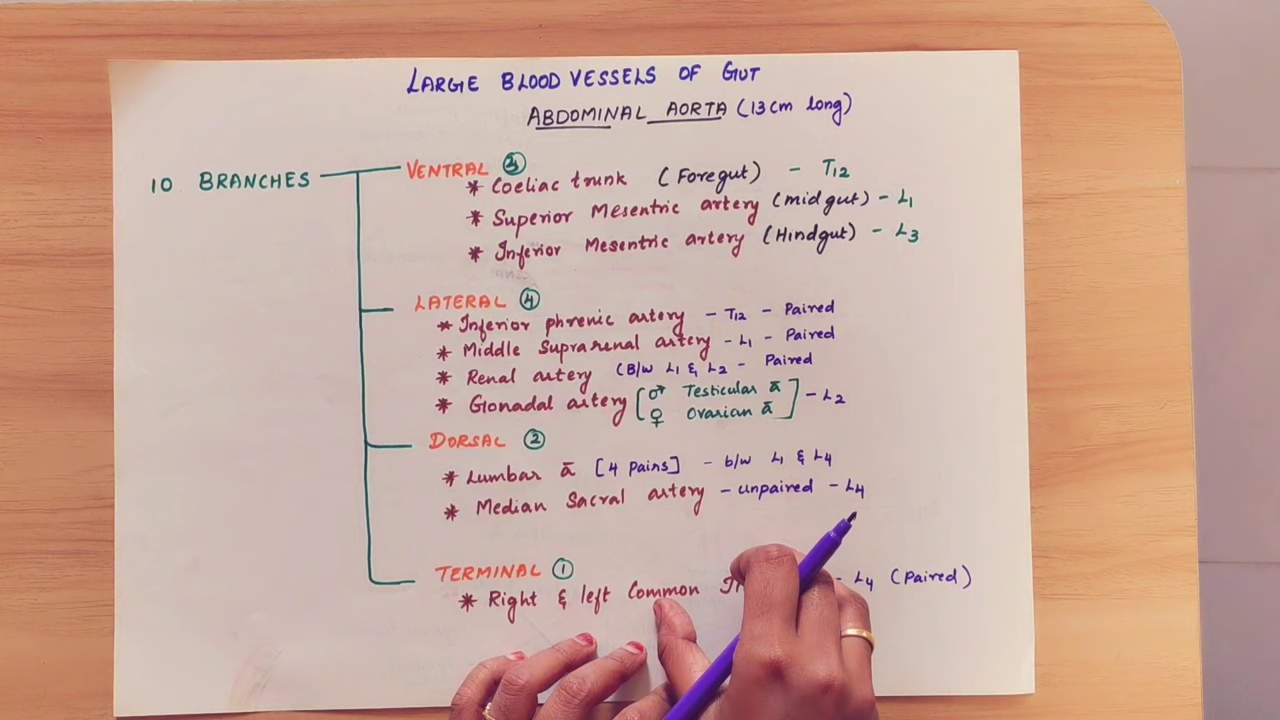 LARGE BLOOD VESSELS OF GUT
ABDOMINAL AORTA (13cm long)
10 BRANCHES
VENTRAL 3
* Coeliac trunk (Foregut) - T12
* Superior Mesentric artery (midgut) - L1
* Inferior Mesentric artery (Hindgut) - L3
LATERAL 4
* Inferior phrenic artery - T12 - Paired
* Middle Suprarenal artery - L1 - Paired
* Renal artery (B/w L1 & L2 - Paired
* Gonadal artery [♂ Testicular ā
♀ Ovarian ā] - L2
DORSAL 2
* Lumbar ā [4 pairs] - b/w L1 & L4
* Median Sacral artery - unpaired - L4
TERMINAL 1
* Right & left Common - L4 (Paired)